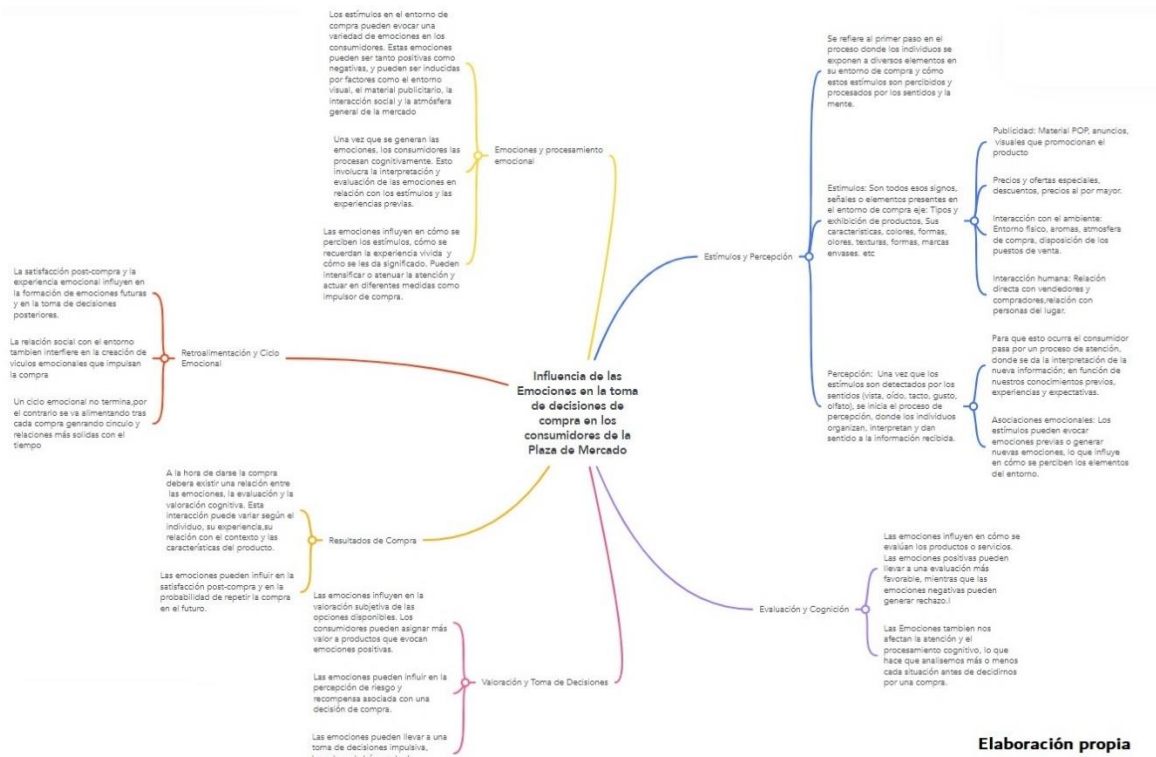 Influencia de las
Emociones en la toma
de decisiones de
compra en los
consumidores de la
Plaza de Mercado
Estímulos y Percepción
Se refiere al primer paso en el
proceso donde los individuos se
exponen a diversos elementos en
su entorno de compra y cómo
estos estímulos son percibidos y
procesados por los sentidos y la
mente.
Estimulos: Son todos esos signos,
señales o elementos presentes en
el entorno de compra eje: Tipos y
exhibición de productos, Sus
características, colores, formas,
olores, texturas, formas, marcas
envases. etc
Publicidad: Material POP, anuncios,
visuales que promocionan el
producto
Precios y ofertas especiales,
descuentos, precios al por mayor.
Interacción con el ambiente:
Entorno físico, aromas, atmosfera
de compra, disposición de los
puestos de venta.
Interacción humana: Relación
directa con vendedores y
compradores,relación con
personas del lugar.
Percepción: Una vez que los
estímulos son detectados por los
sentidos (vista, oído, tacto, gusto,
olfato), se inicia el proceso de
percepción, donde los individuos
organizan, interpretan y dan
sentido a la información recibida.
Para que esto ocurra el consumidor
pasa por un proceso de atención,
donde se da la interpretación de la
nueva información; en función de
nuestros conocimientos previos,
experiencias y expectativas.
Asociaciones emocionales: Los
estímulos pueden evocar
emociones previas o generar
nuevas emociones, lo que influye
en cómo se perciben los elementos
del entorno.
Evaluación y Cognición
Las emociones influyen en cómo se
evalúan los productos o servicios.
Las emociones positivas pueden
llevar a una evaluación más
favorable, mientras que las
emociones negativas pueden
generar rechazo.l
Las Emociones tambien nos
afectan la atención y el
procesamiento cognitivo, lo que
hace que analisemos más o menos
cada situación antes de decidirnos
por una compra.
Emociones y procesamiento
emocional
Los estímulos en el entorno de
compra pueden evocar una
variedad de emociones en los
consumidores. Estas emociones
pueden ser tanto positivas como
negativas, y pueden ser inducidas
por factores como el entorno
visual, el material publicitario, la
interacción social y la atmósfera
general de la mercado
Una vez que se generan las
emociones, los consumidores las
procesan cognitivamente. Esto
involucra la interpretación y
evaluación de las emociones en
relación con los estímulos y las
experiencias previas.
Las emociones influyen en cómo se
perciben los estímulos, cómo se
recuerdan la experiencia vivida y
cómo se les da significado. Pueden
intensificar o atenuar la atención y
actuar en diferentes medidas como
impulsor de compra.
Retroalimentación y Ciclo
Emocional
La satisfacción post-compra y la
experiencia emocional influyen en
la formación de emociones futuras
y en la toma de decisiones
posteriores.
La relación social con el entorno
tambien interfiere en la creación de
viculos emocionales que impulsan
la compra
Un ciclo emocional no termina,por
el contrario se va alimentando tras
cada compra genrando cinculo y
relaciones más solidas con el
tiempo
Resultados de Compra
A la hora de darse la compra
debera existir una relación entre
las emociones, la evaluación y la
valoración cognitiva. Esta
interacción puede variar según el
individuo, su experiencia,su
relación con el contexto y las
características del producto.
Las emociones pueden influir en la
satisfacción post-compra y en la
probabilidad de repetir la compra
en el futuro.
Valoración y Toma de Decisiones
Las emociones influyen en la
valoración subjetiva de las
opciones disponibles. Los
consumidores pueden asignar más
valor a productos que evocan
emociones positivas.
Las emociones pueden influir en la
percepción de riesgo y
recompensa asociada con una
decisión de compra.
Las emociones pueden llevar a una
toma de decisiones impulsiva,
Elaboración propia